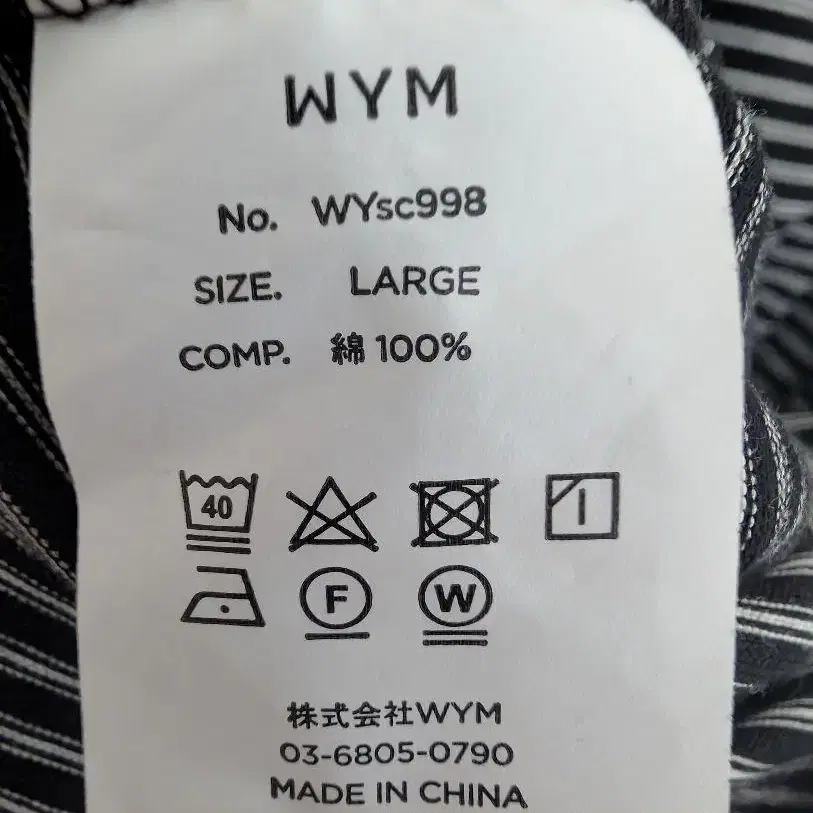 WYM
No. WYsc998
SIZE. LARGE
COMP. 綿 100%
40
F W
株式会社WYM
03-6805-0790
MADE IN CHINA